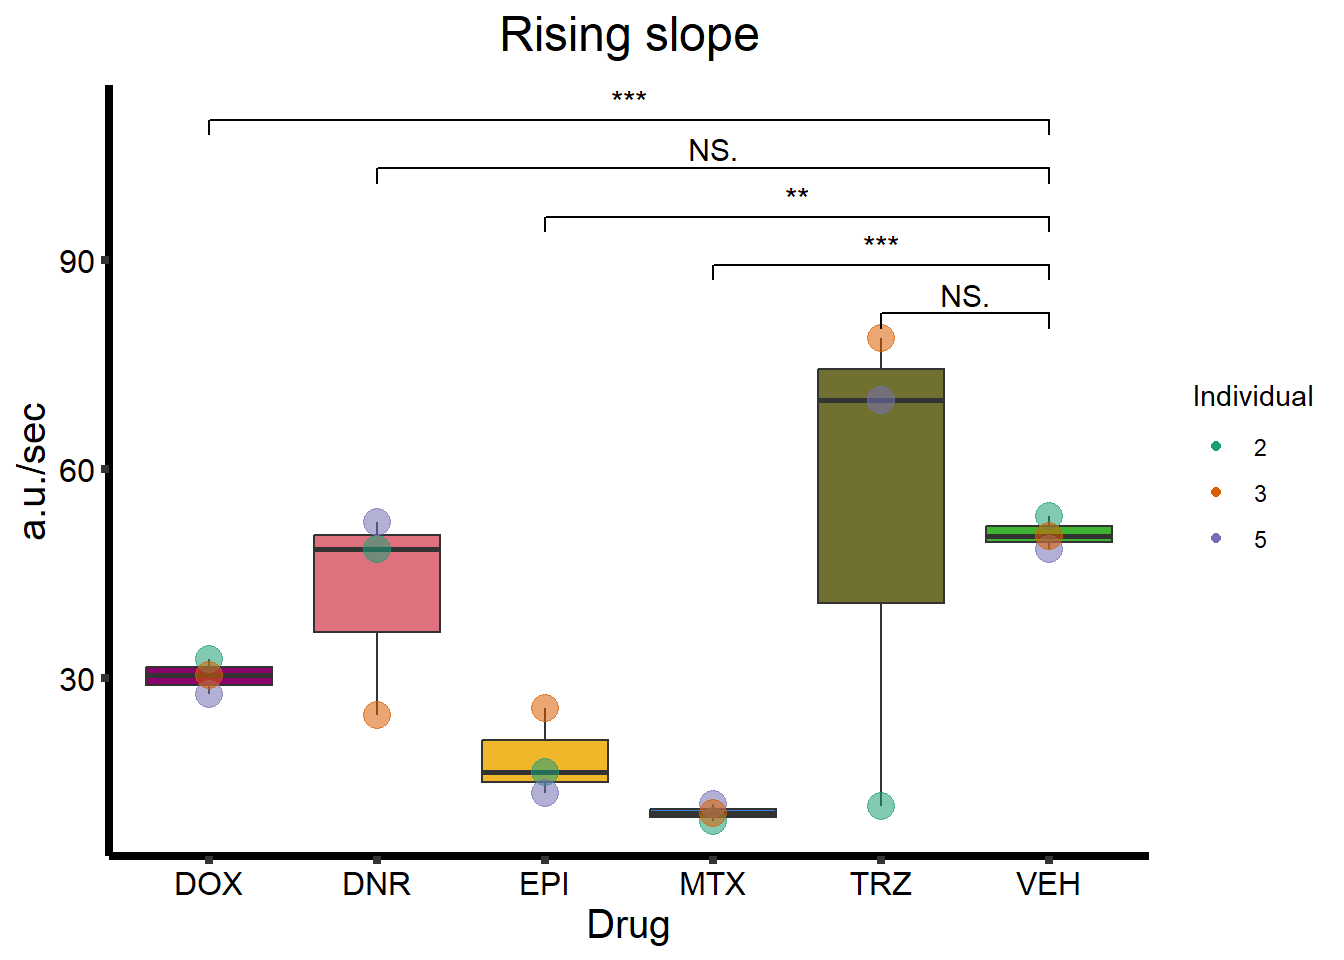 Rising slope
***
NS.
**
***
NS.
90
60
30
a.u./sec
DOX DNR EPI MTX TRZ VEH
Drug
Individual
2
3
5